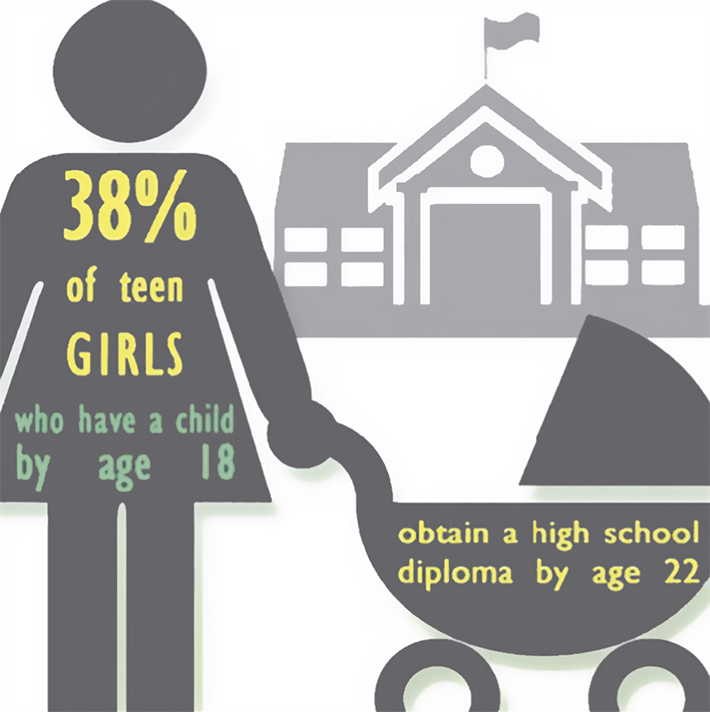 38%
of teen
GIRLS
who have a child
by age 18
obtain a high school
diploma by age 22